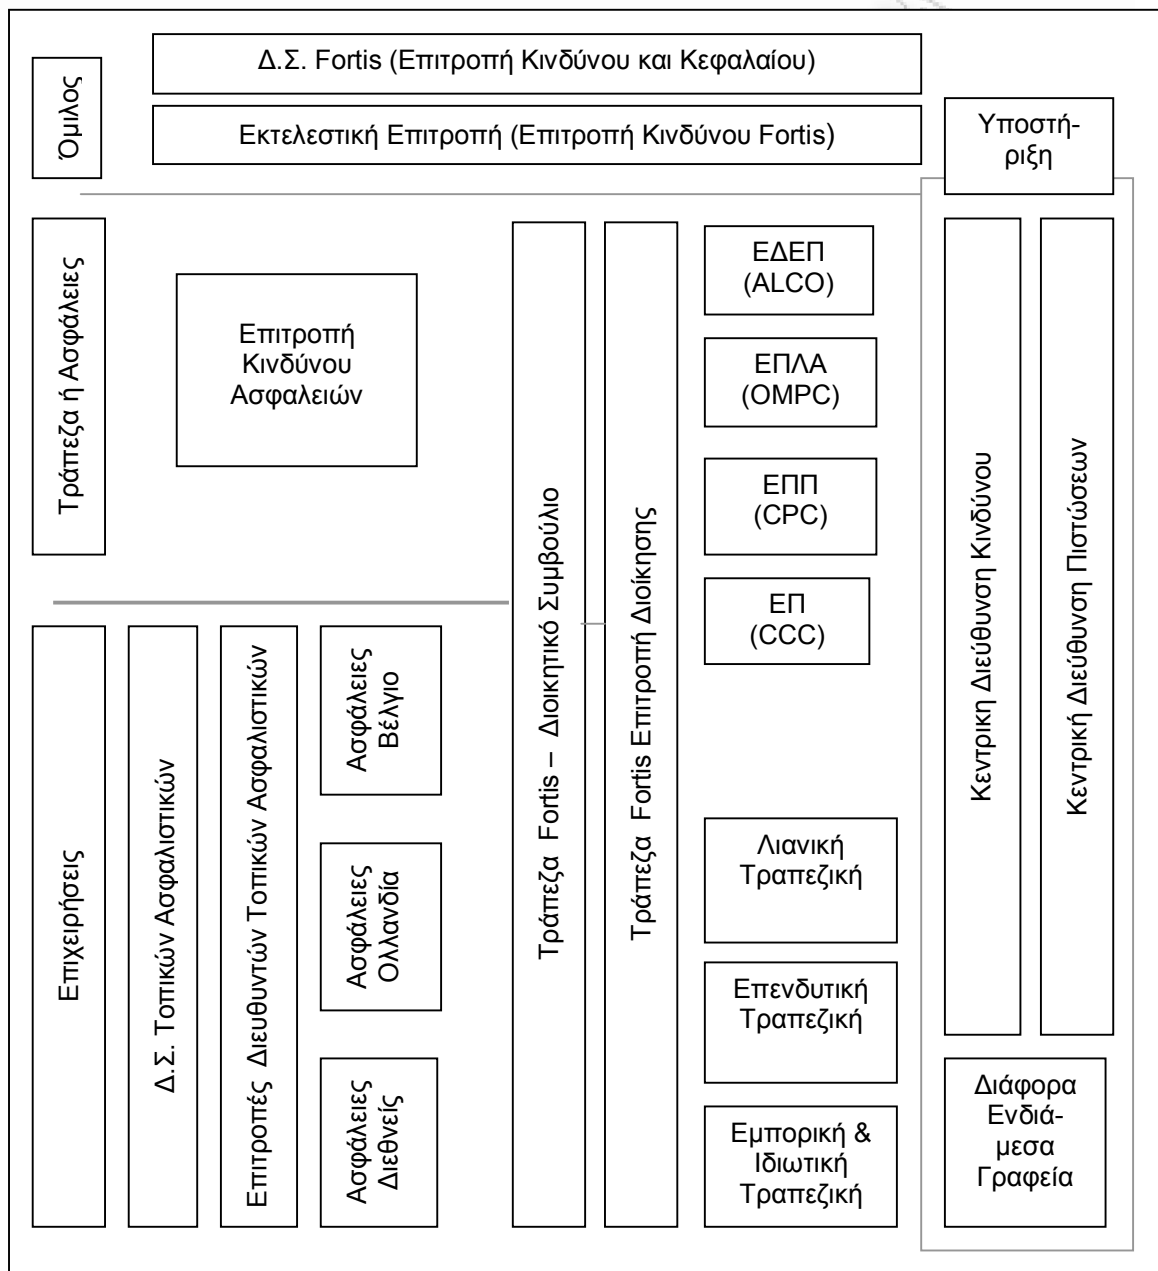 Όμιλος
Δ.Σ. Fortis (Επιτροπή Κινδύνου και Κεφαλαίου)
Εκτελεστική Επιτροπή (Επιτροπή Κινδύνου Fortis)
Υποστή-
ριξη
Τράπεζα ή Ασφάλειες
Επιτροπή
Κινδύνου
Ασφαλειών
Τράπεζα Fortis – Διοικητικό Συμβούλιο
Τράπεζα Fortis Επιτροπή Διοίκησης
ΕΔΕΠ
(ALCO)
ΕΠΛΑ
(OMPC)
ΕΠΠ
(CPC)
ΕΠ
(CCC)
Κεντρικη Διεύθυνση Κινδύνου
Κεντρική Διεύθυνση Πιστώσεων
Επιχειρήσεις
Δ.Σ. Τοπικών Ασφαλιστικών
Επιτροπές Διευθυντών Τοπικών Ασφαλιστικών
Ασφάλειες
Βέλγιο
Ασφάλειες
Ολλανδία
Ασφάλειες
Διεθνείς
Λιανική
Τραπεζική
Επενδυτική
Τραπεζική
Εμπορική &
Ιδιωτική
Τραπεζική
Διάφορα
Ενδιά-
μεσα
Γραφεία